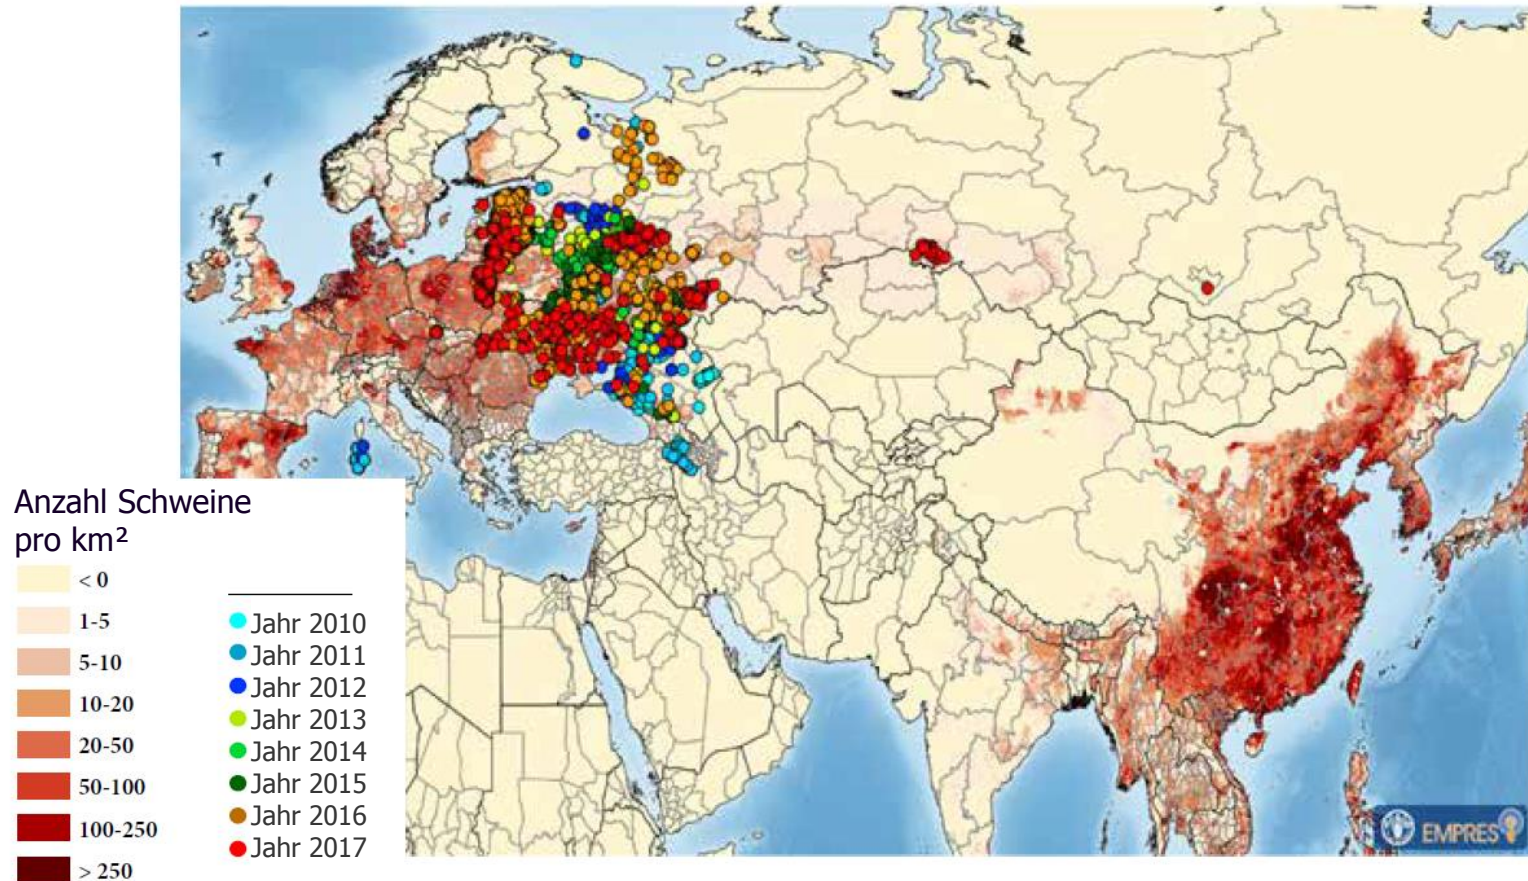 Anzahl Schweine
pro km²
< 0
1-5
5-10
10-20
20-50
50-100
100-250
> 250
Jahr 2010
Jahr 2011
Jahr 2012
Jahr 2013
Jahr 2014
Jahr 2015
Jahr 2016
Jahr 2017
EMPRES